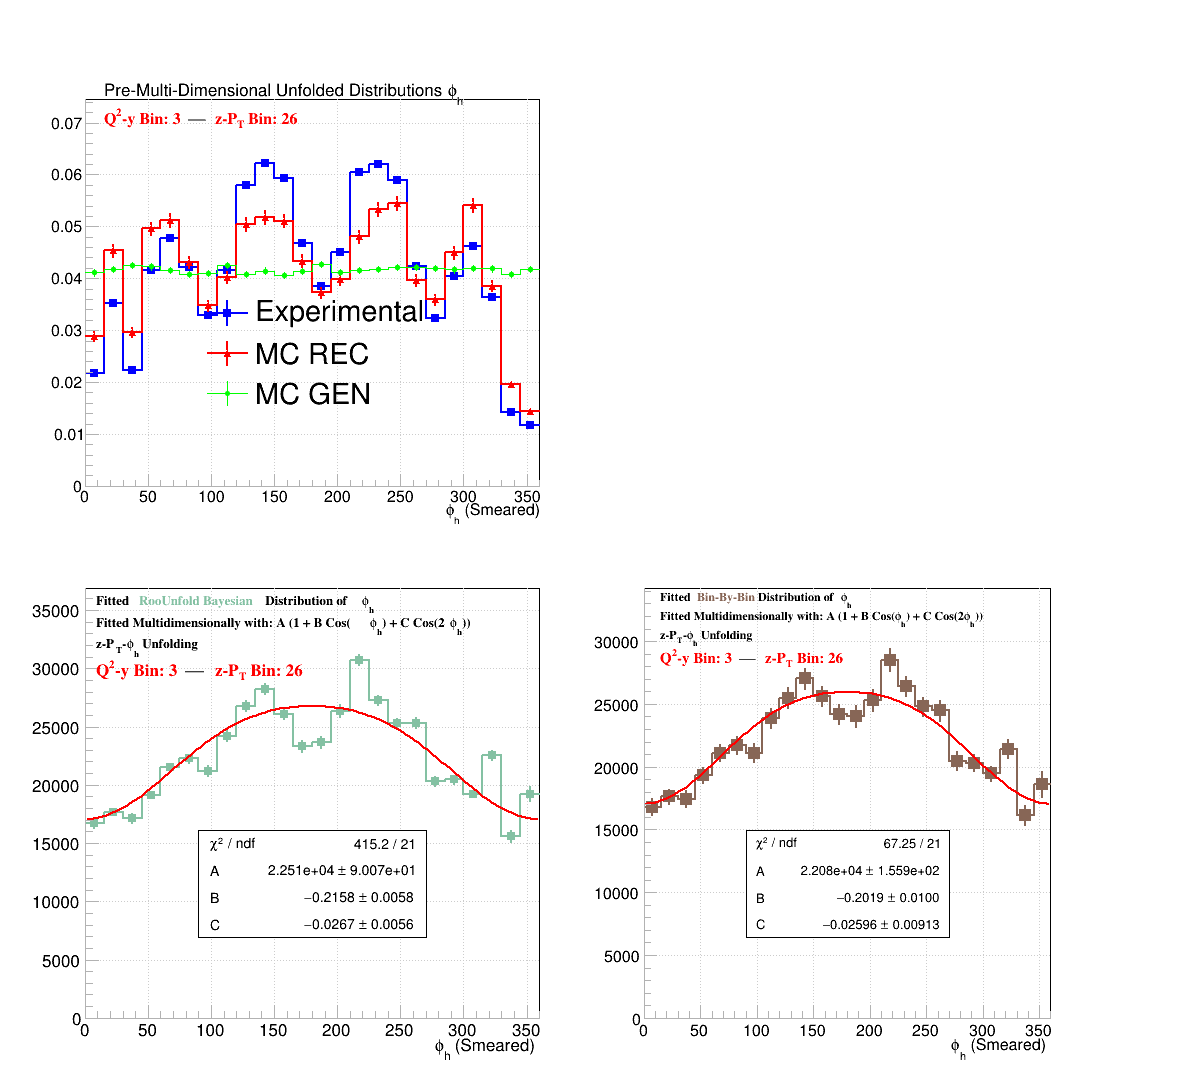 Pre-Multi-Dimensional Unfolded Distributions ϕh
Q2-y Bin: 3 — z-PT Bin: 26
0.07
0.06
0.05
0.04
0.03
0.02
0.01
0
Experimental
MC REC
MC GEN
0 50 100 150 200 250 300 350
ϕh (Smeared)
Fitted RooUnfold Bayesian Distribution of ϕh
Fitted Multidimensionally with: A (1 + B Cos( ϕh) + C Cos(2 ϕh))
z-PT-ϕh Unfolding
Q2-y Bin: 3 — z-PT Bin: 26
35000
30000
25000
20000
15000
10000
5000
0
χ2 / ndf 415.2 / 21
A 2.251e+04 ± 9.007e+01
B −0.2158 ± 0.0058
C −0.0267 ± 0.0056
0 50 100 150 200 250 300 350
ϕh (Smeared)
Fitted Bin-By-Bin Distribution of ϕh
Fitted Multidimensionally with: A (1 + B Cos(ϕh) + C Cos(2ϕh))
z-PT-ϕh Unfolding
Q2-y Bin: 3 — z-PT Bin: 26
30000
25000
20000
15000
10000
5000
0
χ2 / ndf 67.25 / 21
A 2.208e+04 ± 1.559e+02
B −0.2019 ± 0.0100
C −0.02596 ± 0.00913
0 50 100 150 200 250 300 350
ϕh (Smeared)